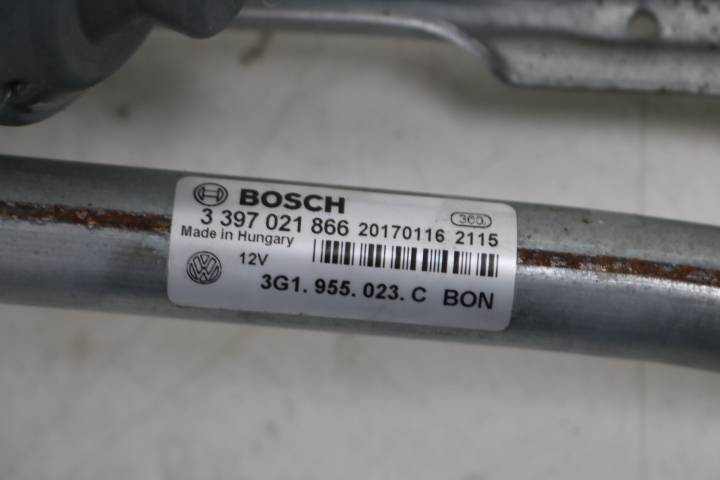 BOSCH
3 397 021 866 20170116 2115
Made in Hungary
12V
3G1. 955. 023. C BON